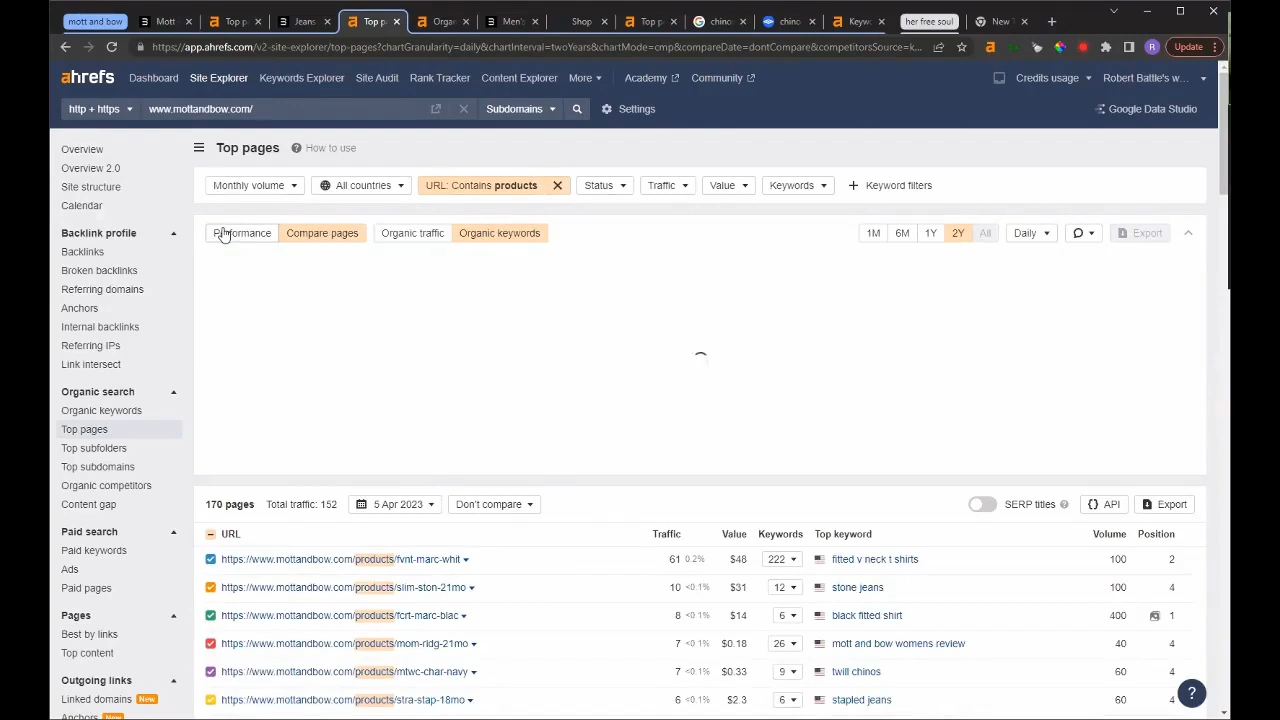 mott and bow
Mott
Top p
Jeans
Top p
Orga
Men's
Shop
Top p
chino
chinc
Keyw
her free soul
New T
https://app.ahrefs.com/v2-site-explorer/top-pages?chartGranularity=daily&chartInterval=twoYears&chartMode=cmp&compareDate=dontCompare&competitorsSource=k...
R
Update
ahrefs
Dashboard
Site Explorer
Keywords Explorer
Site Audit
Rank Tracker
Content Explorer
More
Academy
Community
Credits usage
Robert Battle's w...
http + https
www.mottandbow.com/
Subdomains
Settings
Google Data Studio
Overview
Overview 2.0
Site structure
Calendar
Backlink profile
Backlinks
Broken backlinks
Referring domains
Anchors
Internal backlinks
Referring IPs
Link intersect
Organic search
Organic keywords
Top pages
Top subfolders
Top subdomains
Organic competitors
Content gap
Paid search
Paid keywords
Ads
Paid pages
Pages
Best by links
Top content
Outgoing links
Linked domains New
Anchors New
Top pages
? How to use
Monthly volume
All countries
URL: Contains products
Status
Traffic
Value
Keywords
+ Keyword filters
Performance
Compare pages
Organic traffic
Organic keywords
1M
6M
1Y
2Y
All
Daily
Export
170 pages
Total traffic: 152
5 Apr 2023
Don't compare
SERP titles ?
{} API
Export
URL Traffic Value Keywords Top keyword Volume Position
https://www.mottandbow.com/products/fvnt-marc-whit 61 0.2% $48 222 fitted v neck t shirts 100 2
https://www.mottandbow.com/products/slim-ston-21mo 10 <0.1% $31 12 stone jeans 100 4
https://www.mottandbow.com/products/fcrt-marc-blac 8 <0.1% $14 6 black fitted shirt 400 1
https://www.mottandbow.com/products/mom-ridg-21mo 7 <0.1% $0.18 26 mott and bow womens review 40 4
https://www.mottandbow.com/products/mtwc-char-navy 7 <0.1% $0.33 9 twill chinos 60 4
https://www.mottandbow.com/products/stra-stap-18mo 6 <0.1% $2.3 6 stapled jeans 60 4
?